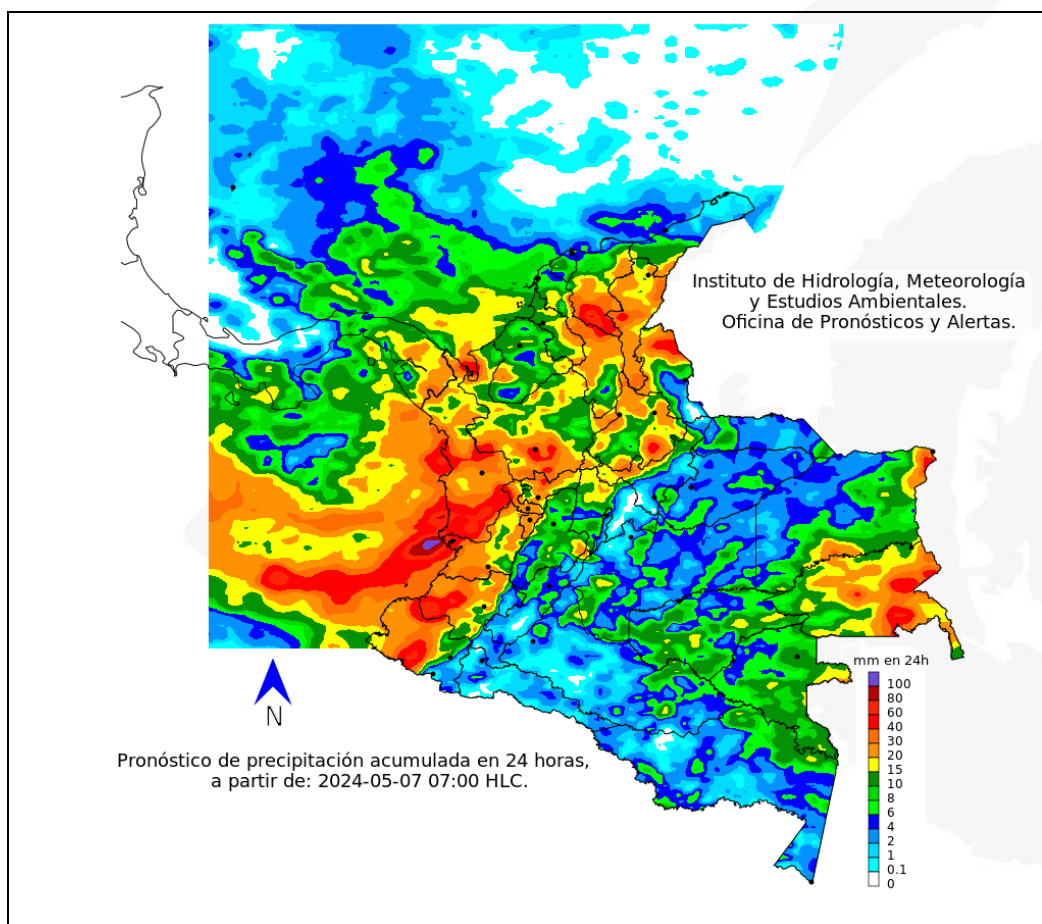 Instituto de Hidrología, Meteorología
y Estudios Ambientales.
Oficina de Pronósticos y Alertas.
mm en 24h
100
80
60
40
30
20
15
10
8
6
4
2
1
0.1
0
N
Pronóstico de precipitación acumulada en 24 horas,
a partir de: 2024-05-07 07:00 HLC.